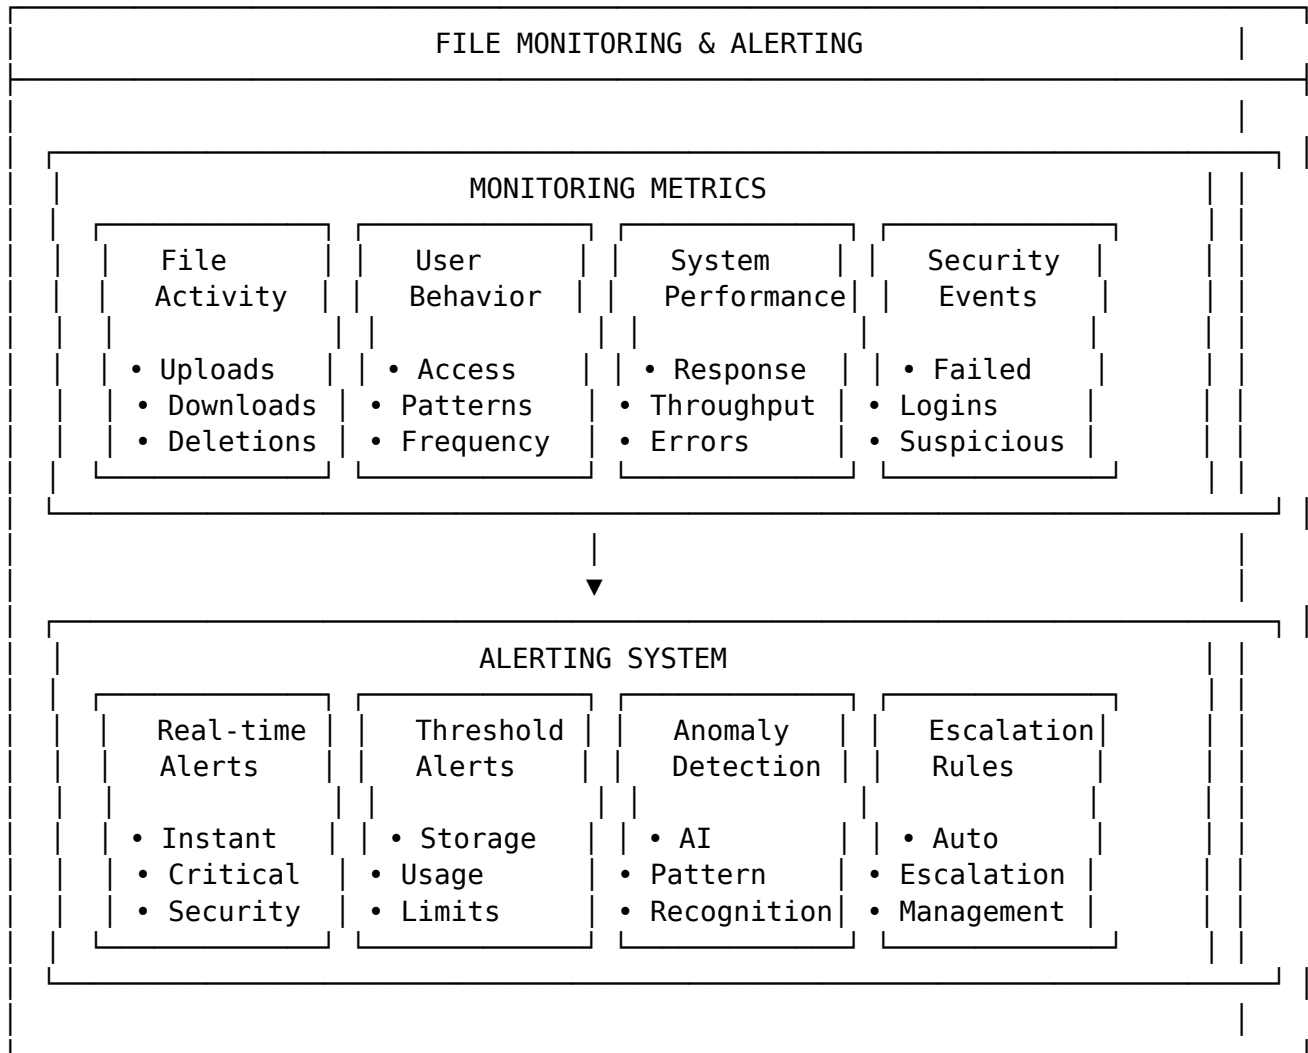 FILE MONITORING & ALERTING
MONITORING METRICS
File User System Security
Activity Behavior Performance Events
• Uploads • Access • Response • Failed
• Downloads • Patterns • Throughput • Logins
• Deletions • Frequency • Errors • Suspicious
ALERTING SYSTEM
Real-time Threshold Anomaly Escalation
Alerts Alerts Detection Rules
• Instant • Storage • AI • Auto
• Critical • Usage • Pattern • Escalation
• Security • Limits • Recognition • Management